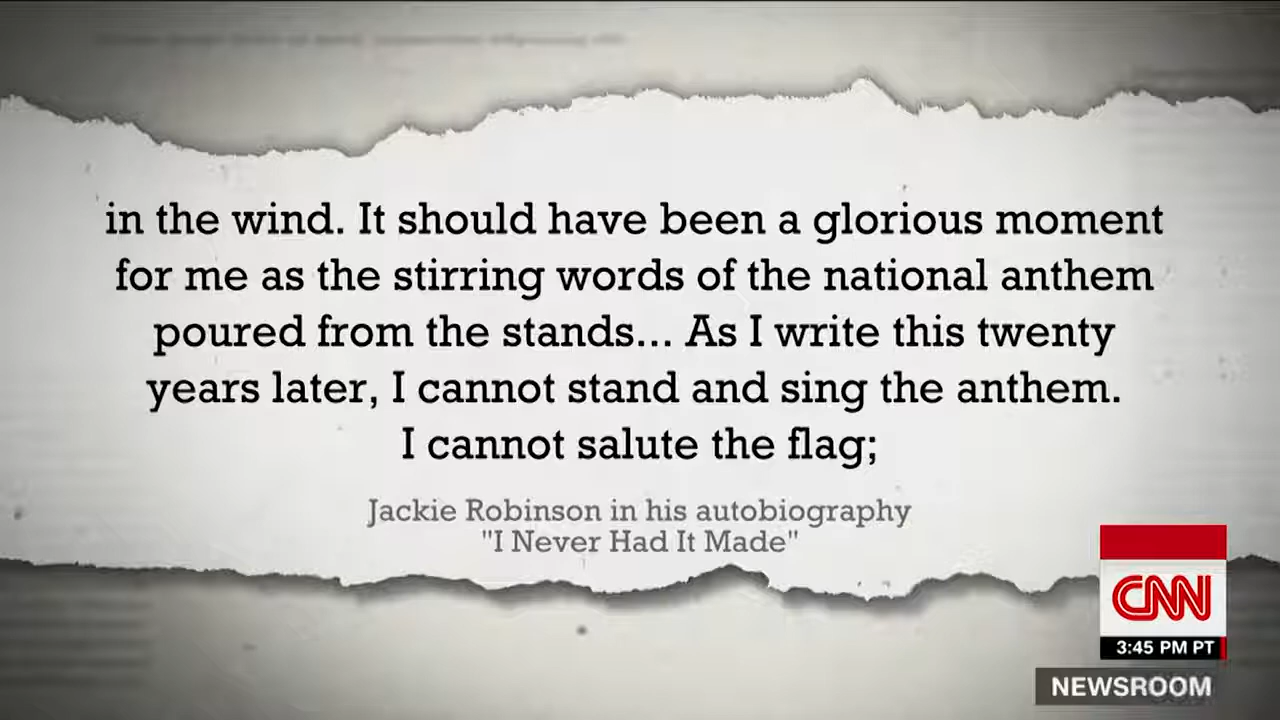 in the wind. It should have been a glorious moment
for me as the stirring words of the national anthem
poured from the stands... As I write this twenty
years later, I cannot stand and sing the anthem.
I cannot salute the flag;
Jackie Robinson in his autobiography
"I Never Had It Made"
CNN
3:45 PM PT
NEWSROOM